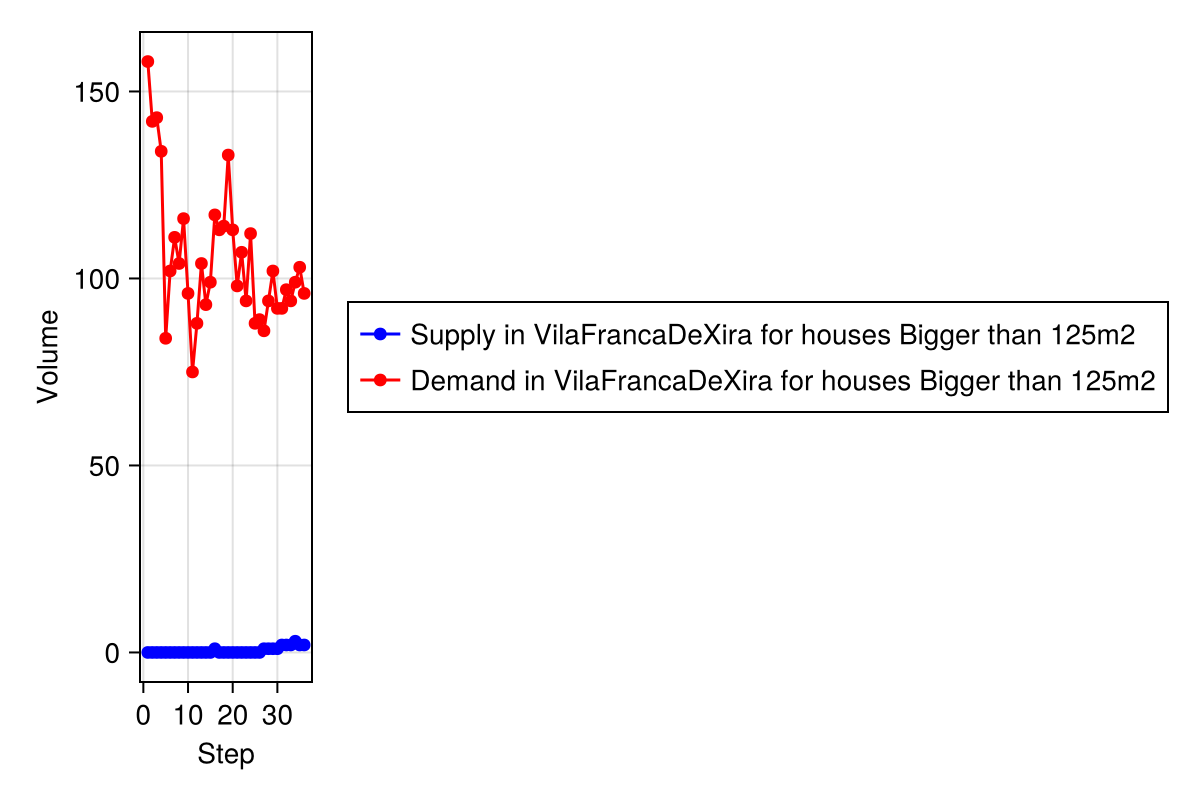 150
100
50
0
Volume
0 10 20 30
Step
Supply in VilaFrancaDeXira for houses Bigger than 125m2
Demand in VilaFrancaDeXira for houses Bigger than 125m2